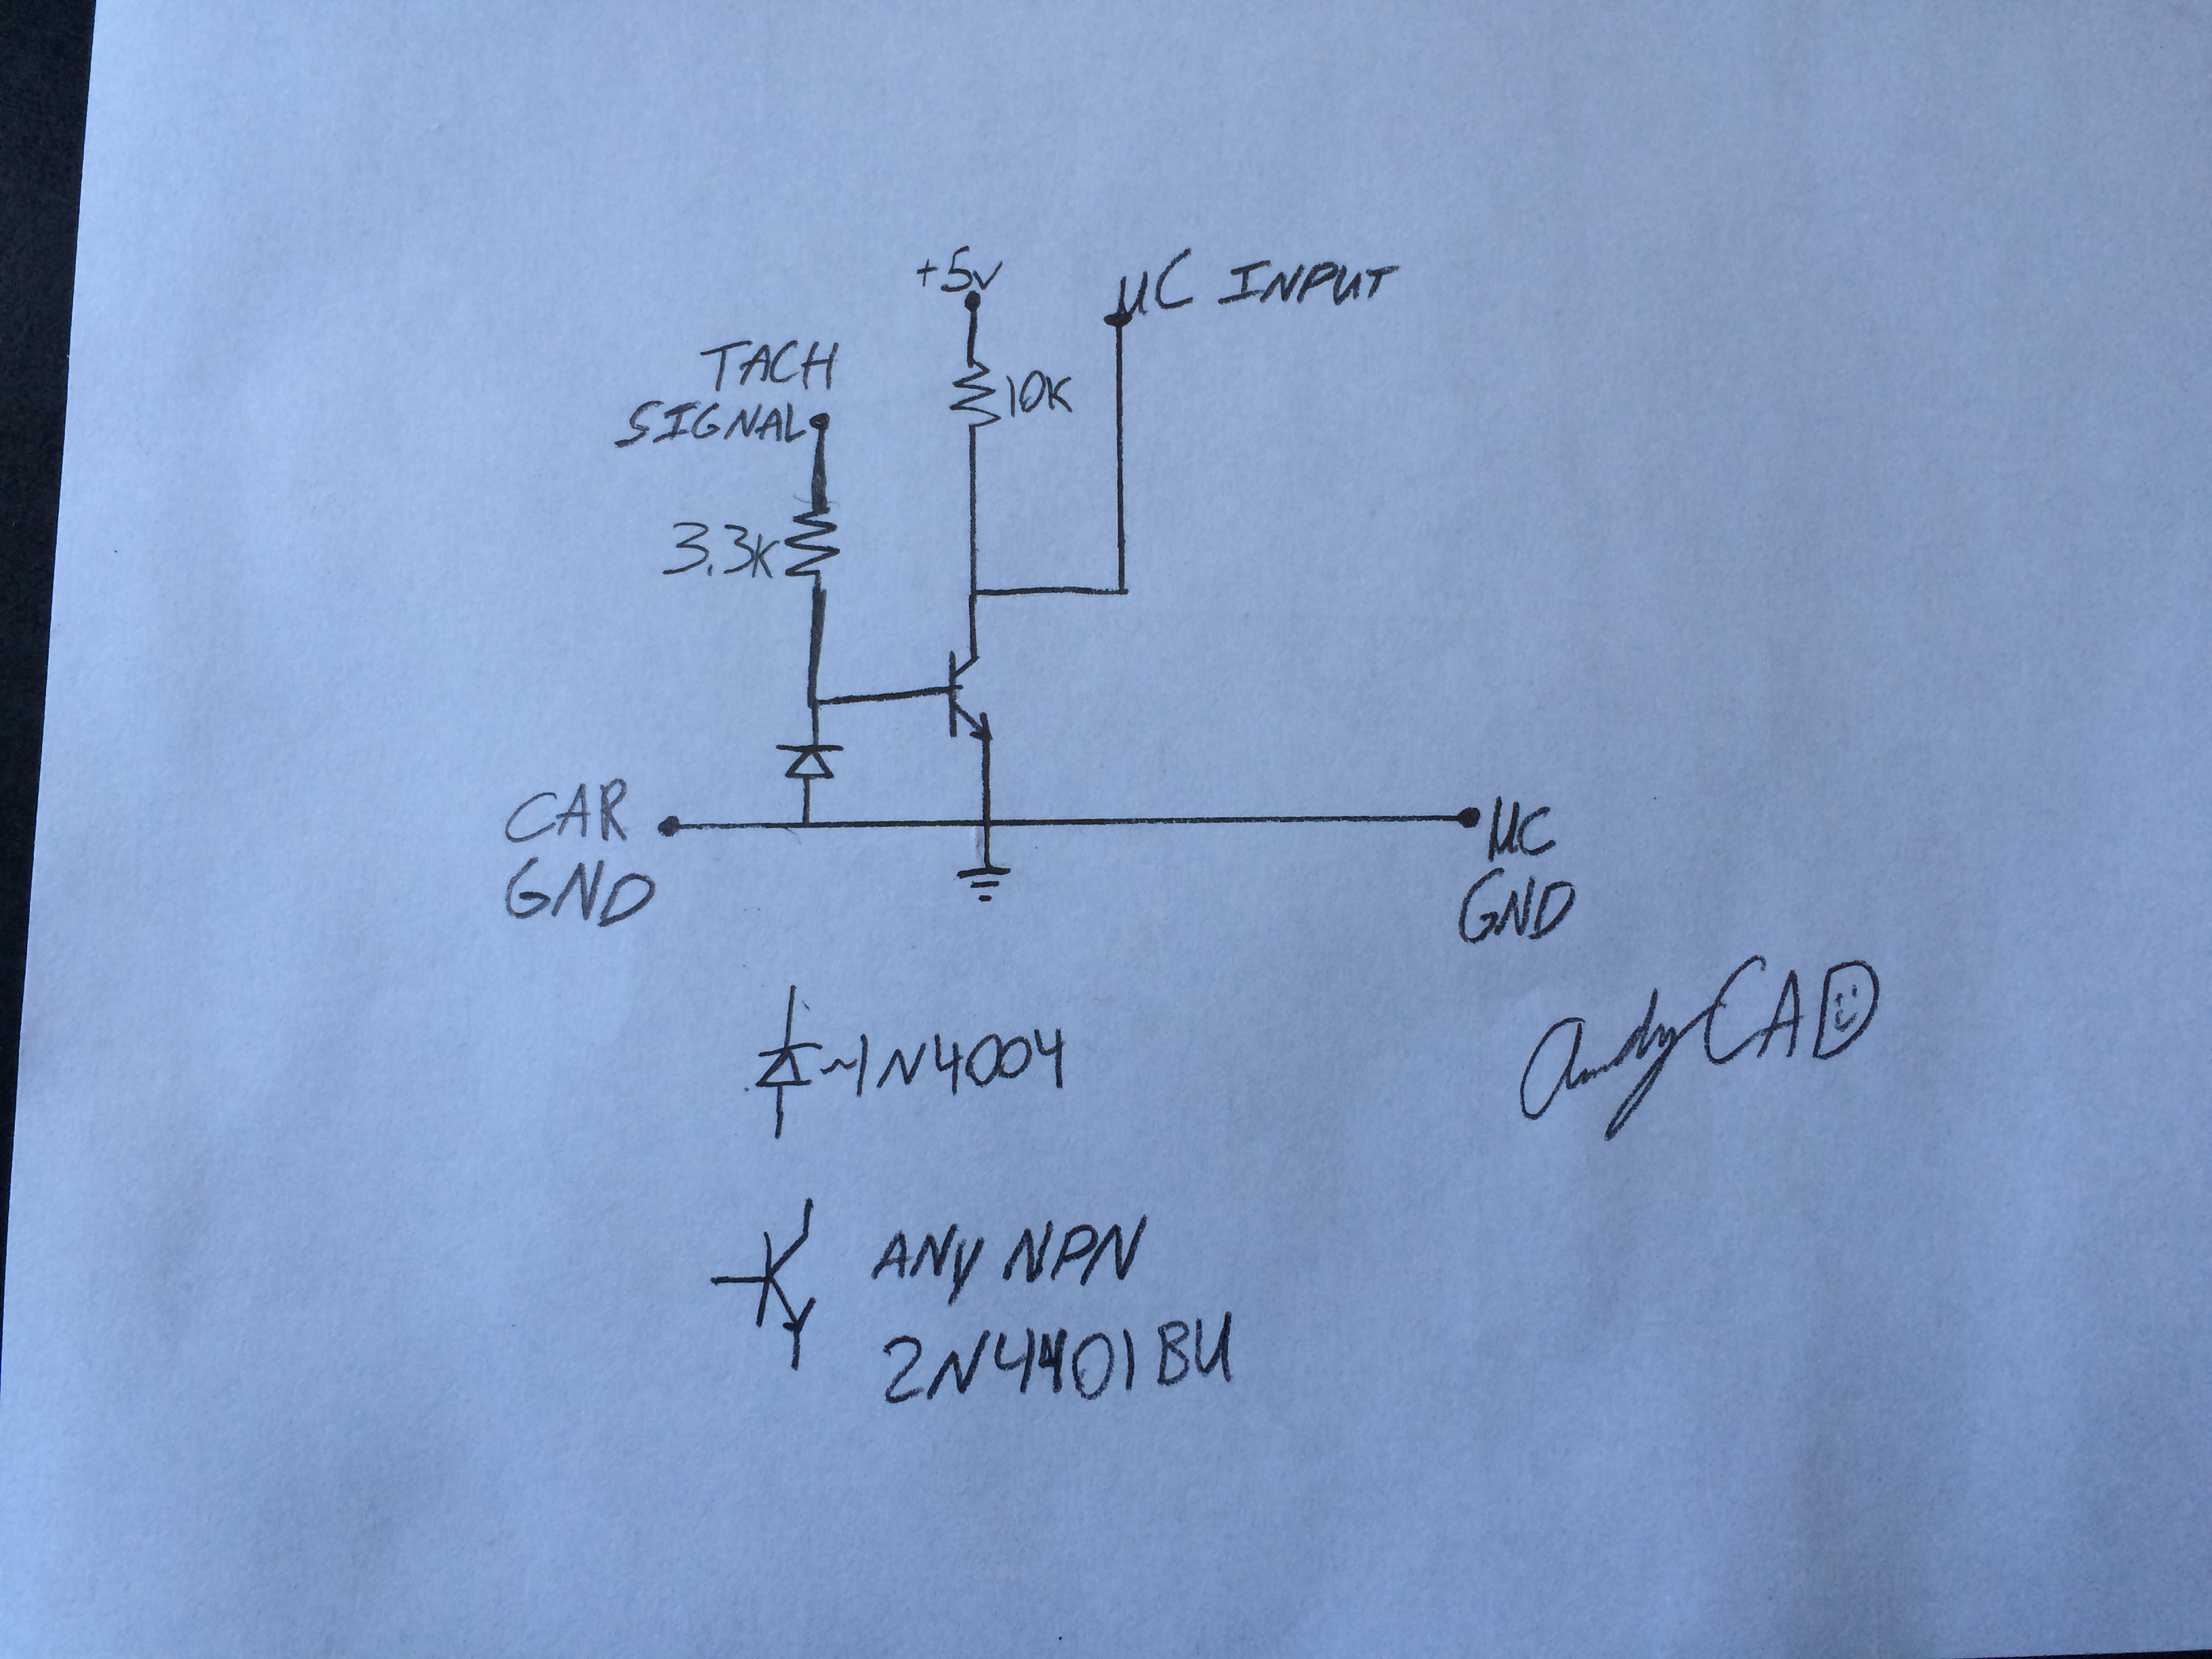 +5v
µC INPUT
TACH
SIGNAL
10K
3.3K
CAR
GND
µC
GND
1N4004
AndyCAD
ANY NPN
2N4401BU